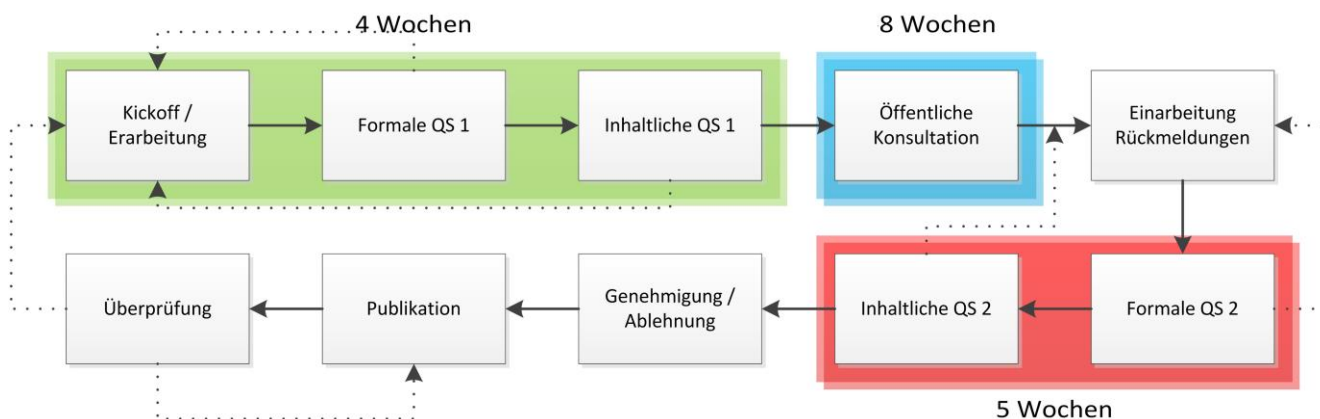 4 Wochen
8 Wochen
Kickoff /
Erarbeitung
Formale QS 1
Inhaltliche QS 1
Öffentliche
Konsultation
Einarbeitung
Rückmeldungen
Überprüfung
Publikation
Genehmigung /
Ablehnung
Inhaltliche QS 2
Formale QS 2
5 Wochen